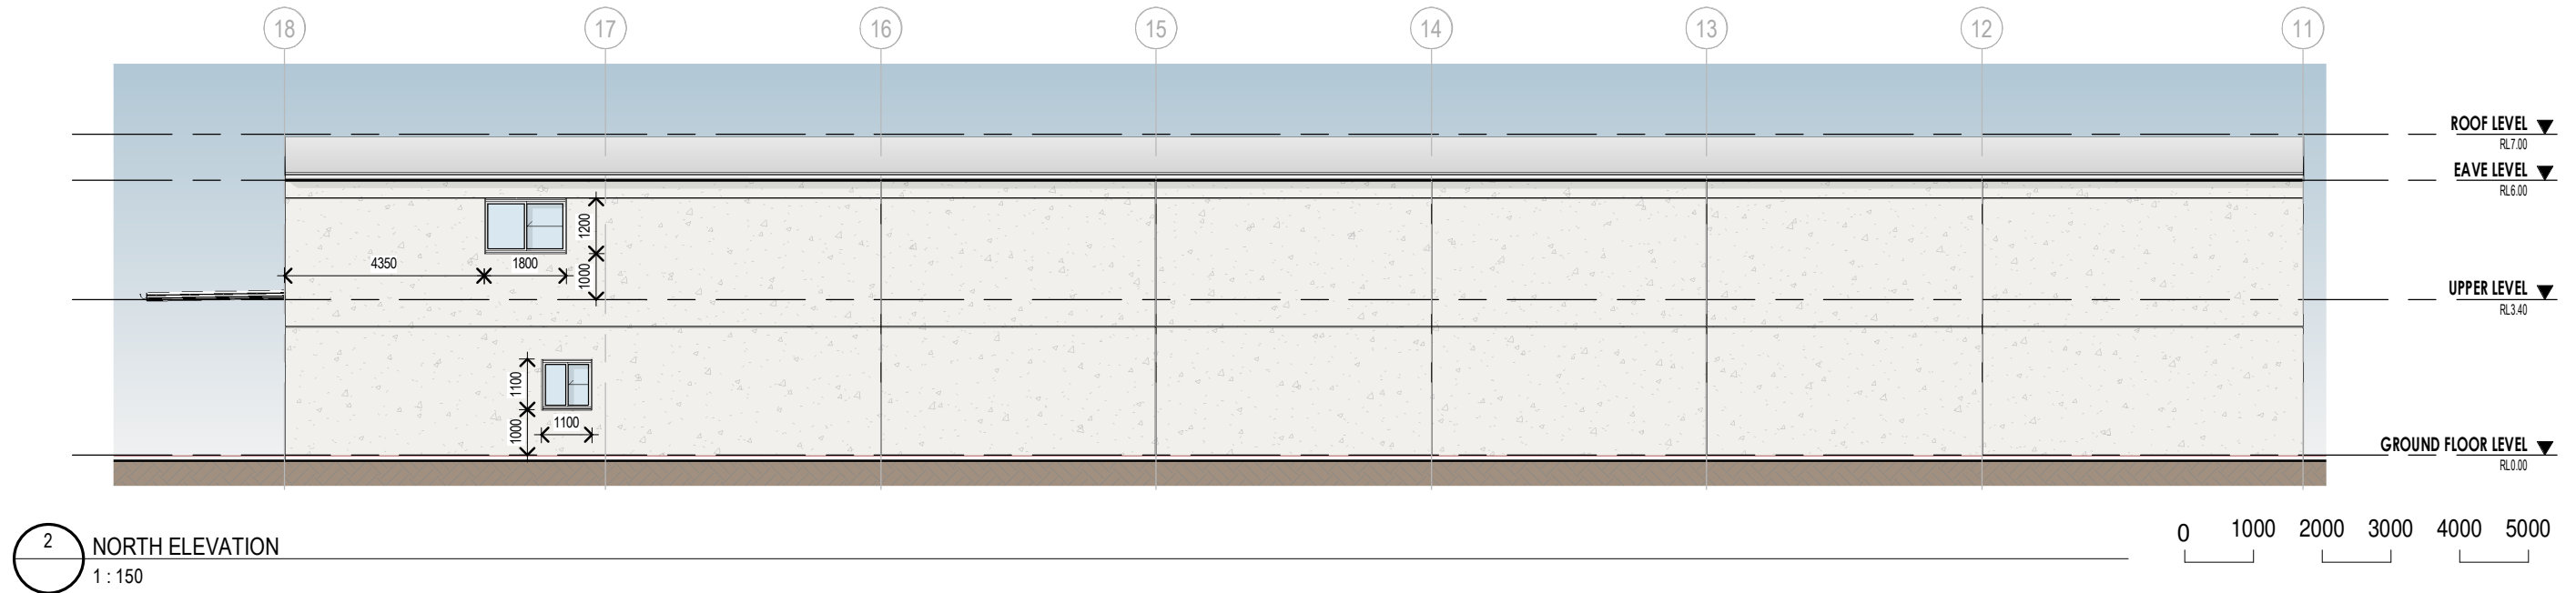 18 17 16 15 14 13 12 11
ROOF LEVEL
RL7.00
EAVE LEVEL
RL6.00
1200
4350 1800
1000
UPPER LEVEL
RL3.40
1100
1000
1100
GROUND FLOOR LEVEL
RL0.00
2
NORTH ELEVATION
1 : 150
0 1000 2000 3000 4000 5000